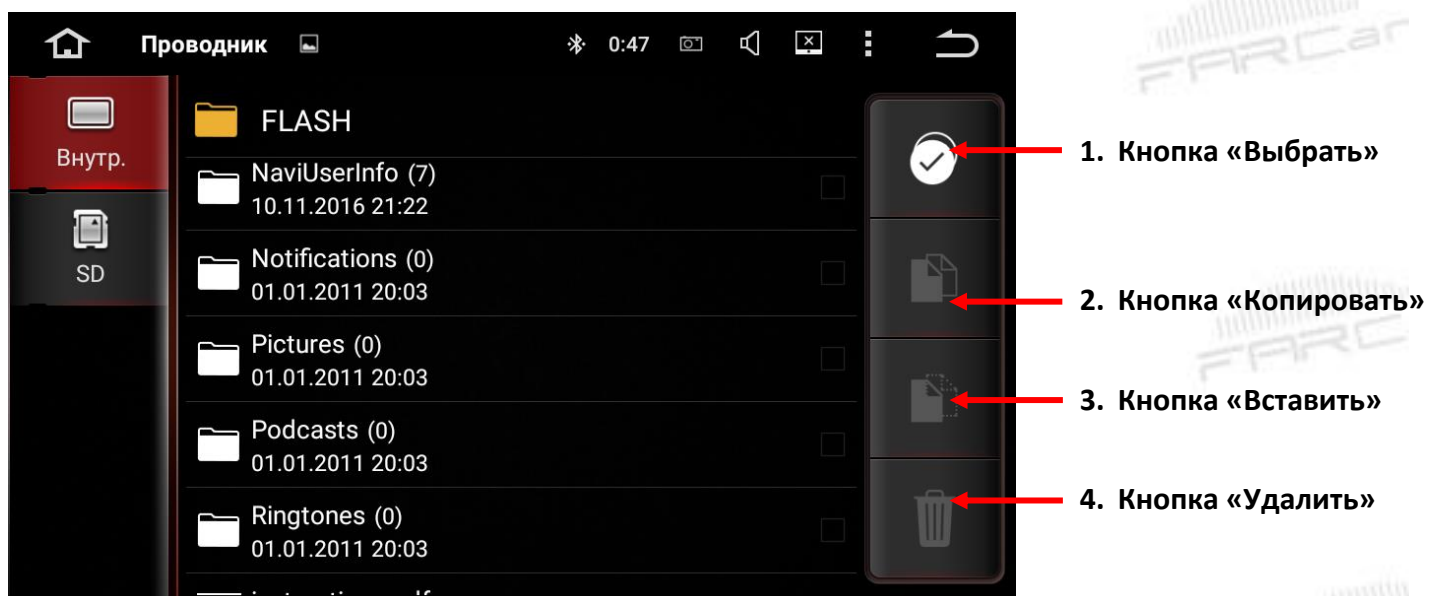 Проводник 0:47
FARCar
Внутр.
SD
FLASH
NaviUserInfo (7)
10.11.2016 21:22
Notifications (0)
01.01.2011 20:03
Pictures (0)
01.01.2011 20:03
Podcasts (0)
01.01.2011 20:03
Ringtones (0)
01.01.2011 20:03
1. Кнопка «Выбрать»
2. Кнопка «Копировать»
FARC
3. Кнопка «Вставить»
4. Кнопка «Удалить»